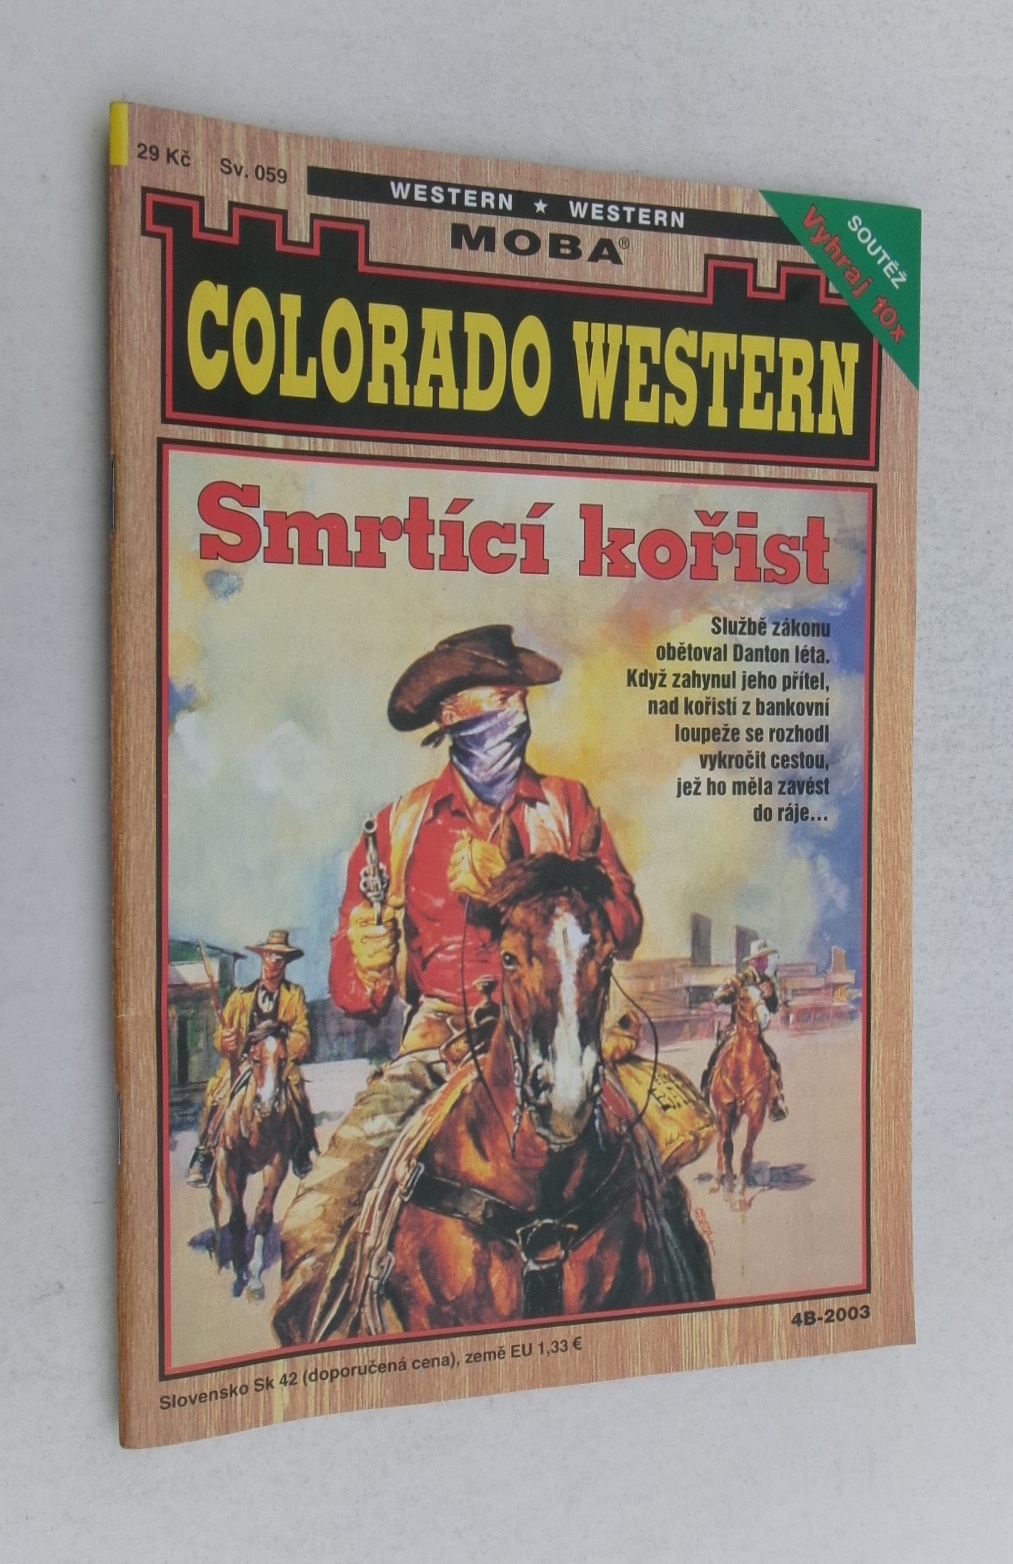 29 Kč Sv. 059
WESTERN ★ WESTERN
MOBA®
SOUTĚŽ
Vyhraj 10x
COLORADO WESTERN
Smrtící kořist
Službě zákonu
obětoval Danton léta.
Když zahynul jeho přítel,
nad kořistí z bankovní
loupeže se rozhodl
vykročit cestou,
jež ho měla zavést
do ráje...
4B-2003
Slovensko Sk 42 (doporučená cena), země EU 1,33 €